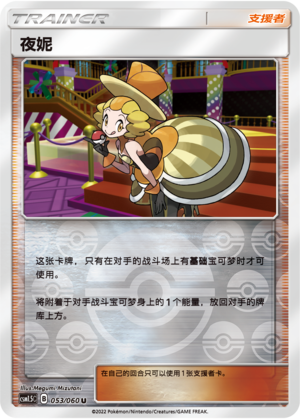 TRAINER
支援者
夜妮
这张卡牌，只有在对手的战斗场上有基础宝可梦时才可
使用。
将附着于对手战斗宝可梦身上的1个能量，放回对手的牌
库上方。
Illus. Megumi Mizutani
CSM1.5C B 053/060 U
在自己的回合只可以使用1张支援者卡。
©2022 Pokémon/Nintendo/Creatures/GAME FREAK.